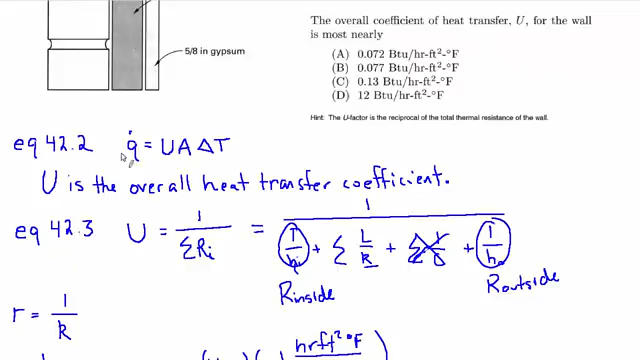 The overall coefficient of heat transfer, U, for the wall
is most nearly
(A) 0.072 Btu/hr-ft²-°F
(B) 0.077 Btu/hr-ft²-°F
(C) 0.13 Btu/hr-ft²-°F
(D) 12 Btu/hr-ft²-°F
5/8 in gypsum
Hint: The U-factor is the reciprocal of the total thermal resistance of the wall.
eq 42.2 q̇ = UAΔT
U is the overall heat transfer coefficient.
eq 42.3 U = 1/ΣRi = 1/(1/hi + Σ L/k + Σ 1/C + 1/ho)
Rinside
Routside
r = 1/k
hrft²°F